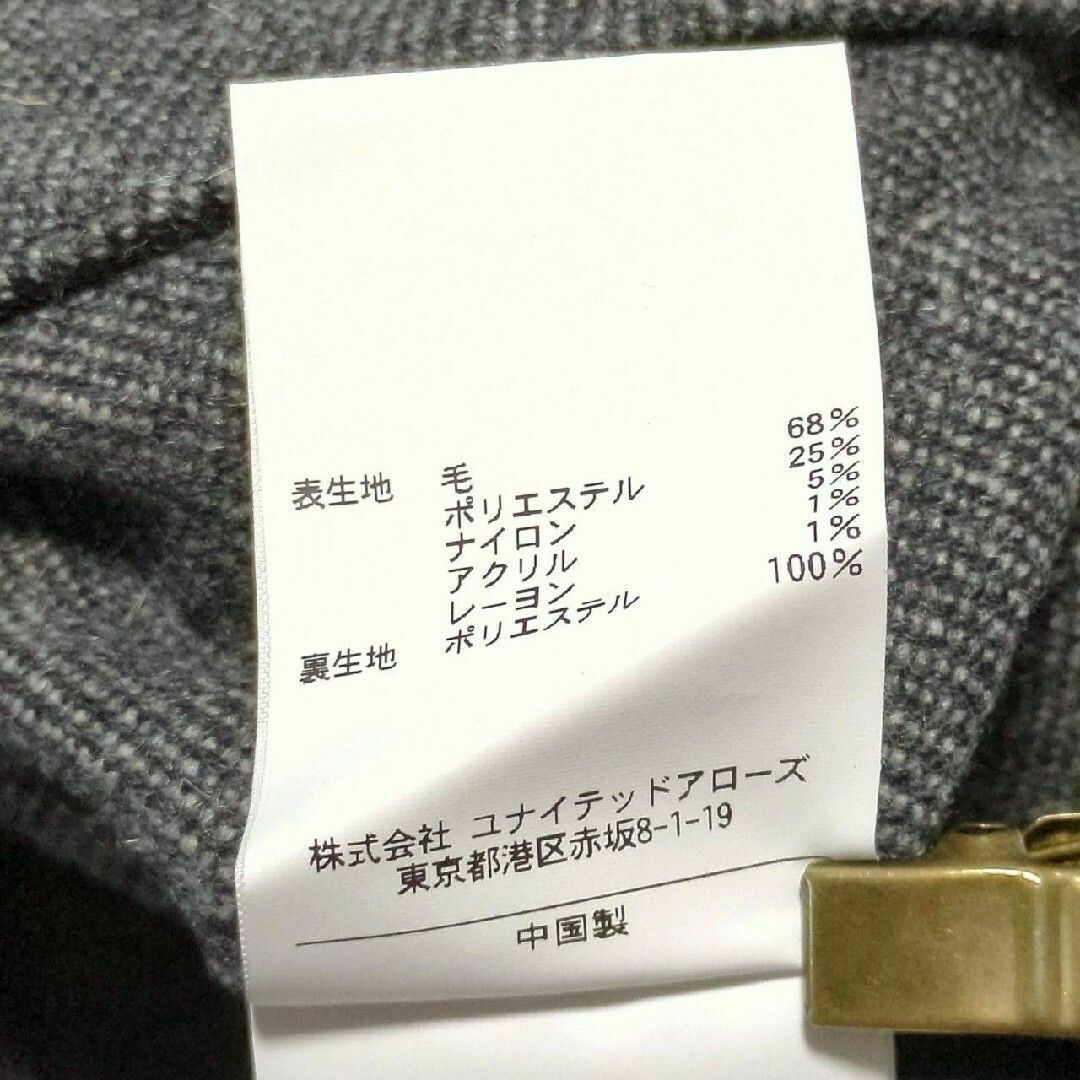 表生地 毛 68%
ポリエステル 25%
ナイロン 5%
アクリル 1%
レーヨン 1%
裏生地 ポリエステル 100%
株式会社 ユナイテッドアローズ
東京都港区赤坂8-1-19
中国製